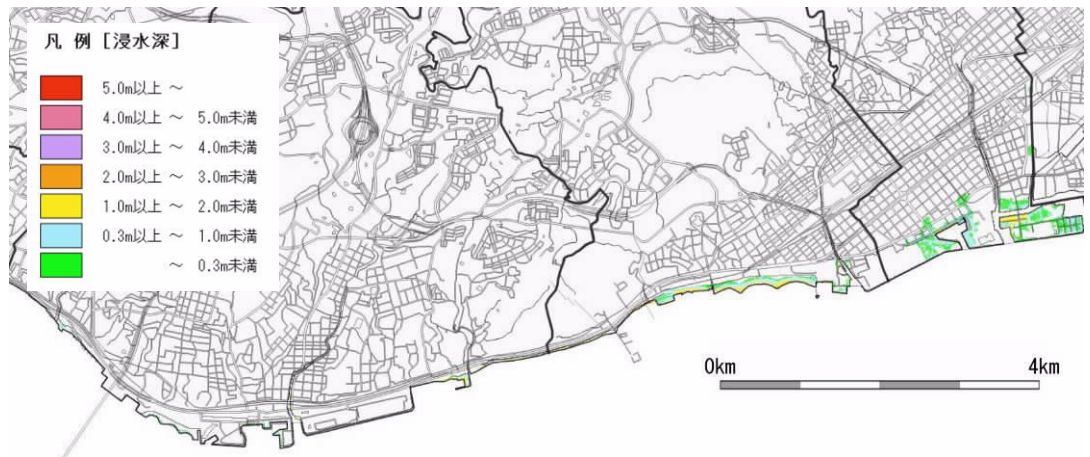 凡 例 [浸水深]
5.0m以上 ～
4.0m以上 ～ 5.0m未満
3.0m以上 ～ 4.0m未満
2.0m以上 ～ 3.0m未満
1.0m以上 ～ 2.0m未満
0.3m以上 ～ 1.0m未満
～ 0.3m未満
0km 4km